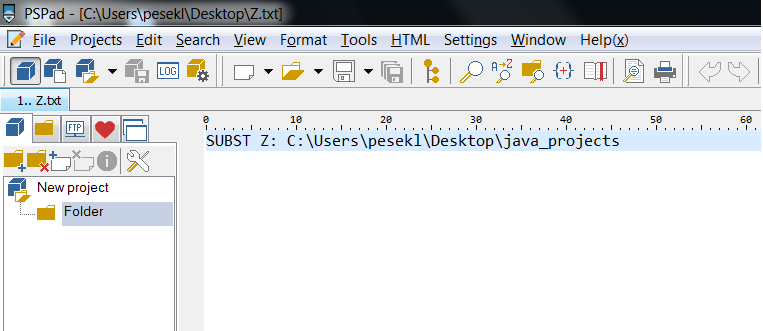 PSPad - [C:\Users\pesekl\Desktop\Z.txt]
File Projects Edit Search View Format Tools HTML Settings Window Help(x)
LOG
A Z
1.. Z.txt
FTP
0 10 20 30 40 50 60
SUBST Z: C:\Users\pesekl\Desktop\java_projects
New project
Folder